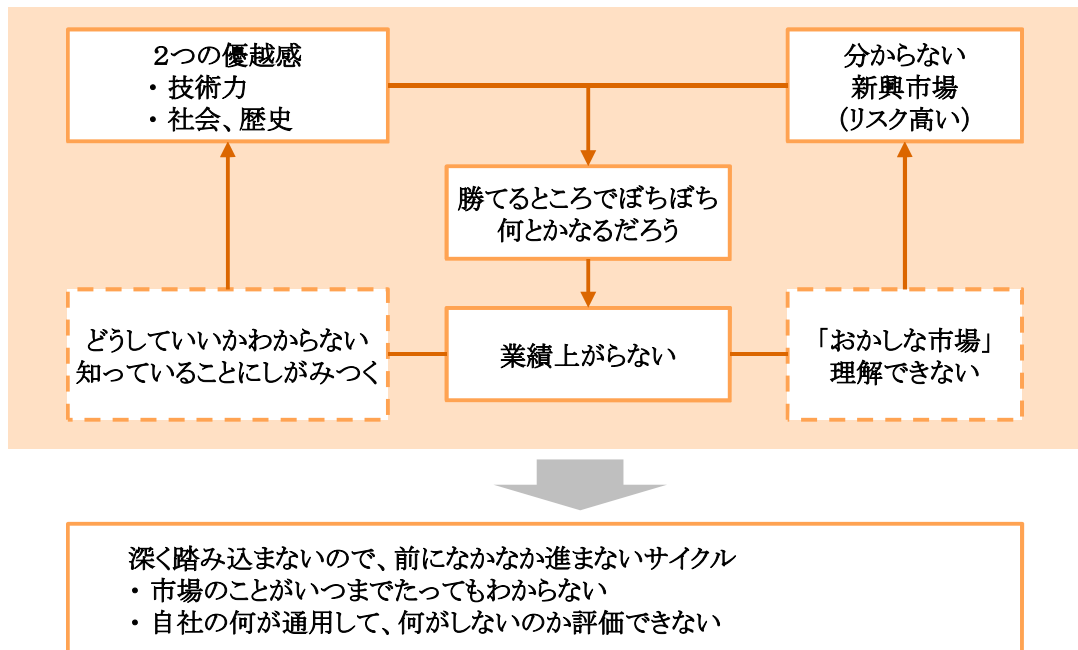 2つの優越感
・ 技術力
・ 社会、歴史
分からない
新興市場
(リスク高い)
勝てるところでぼちぼち
何とかなるだろう
どうしていいかわからない
知っていることにしがみつく
業績上がらない
「おかしな市場」
理解できない
深く踏み込まないので、前になかなか進まないサイクル
・ 市場のことがいつまでたってもわからない
・ 自社の何が通用して、何がしないのか評価できない